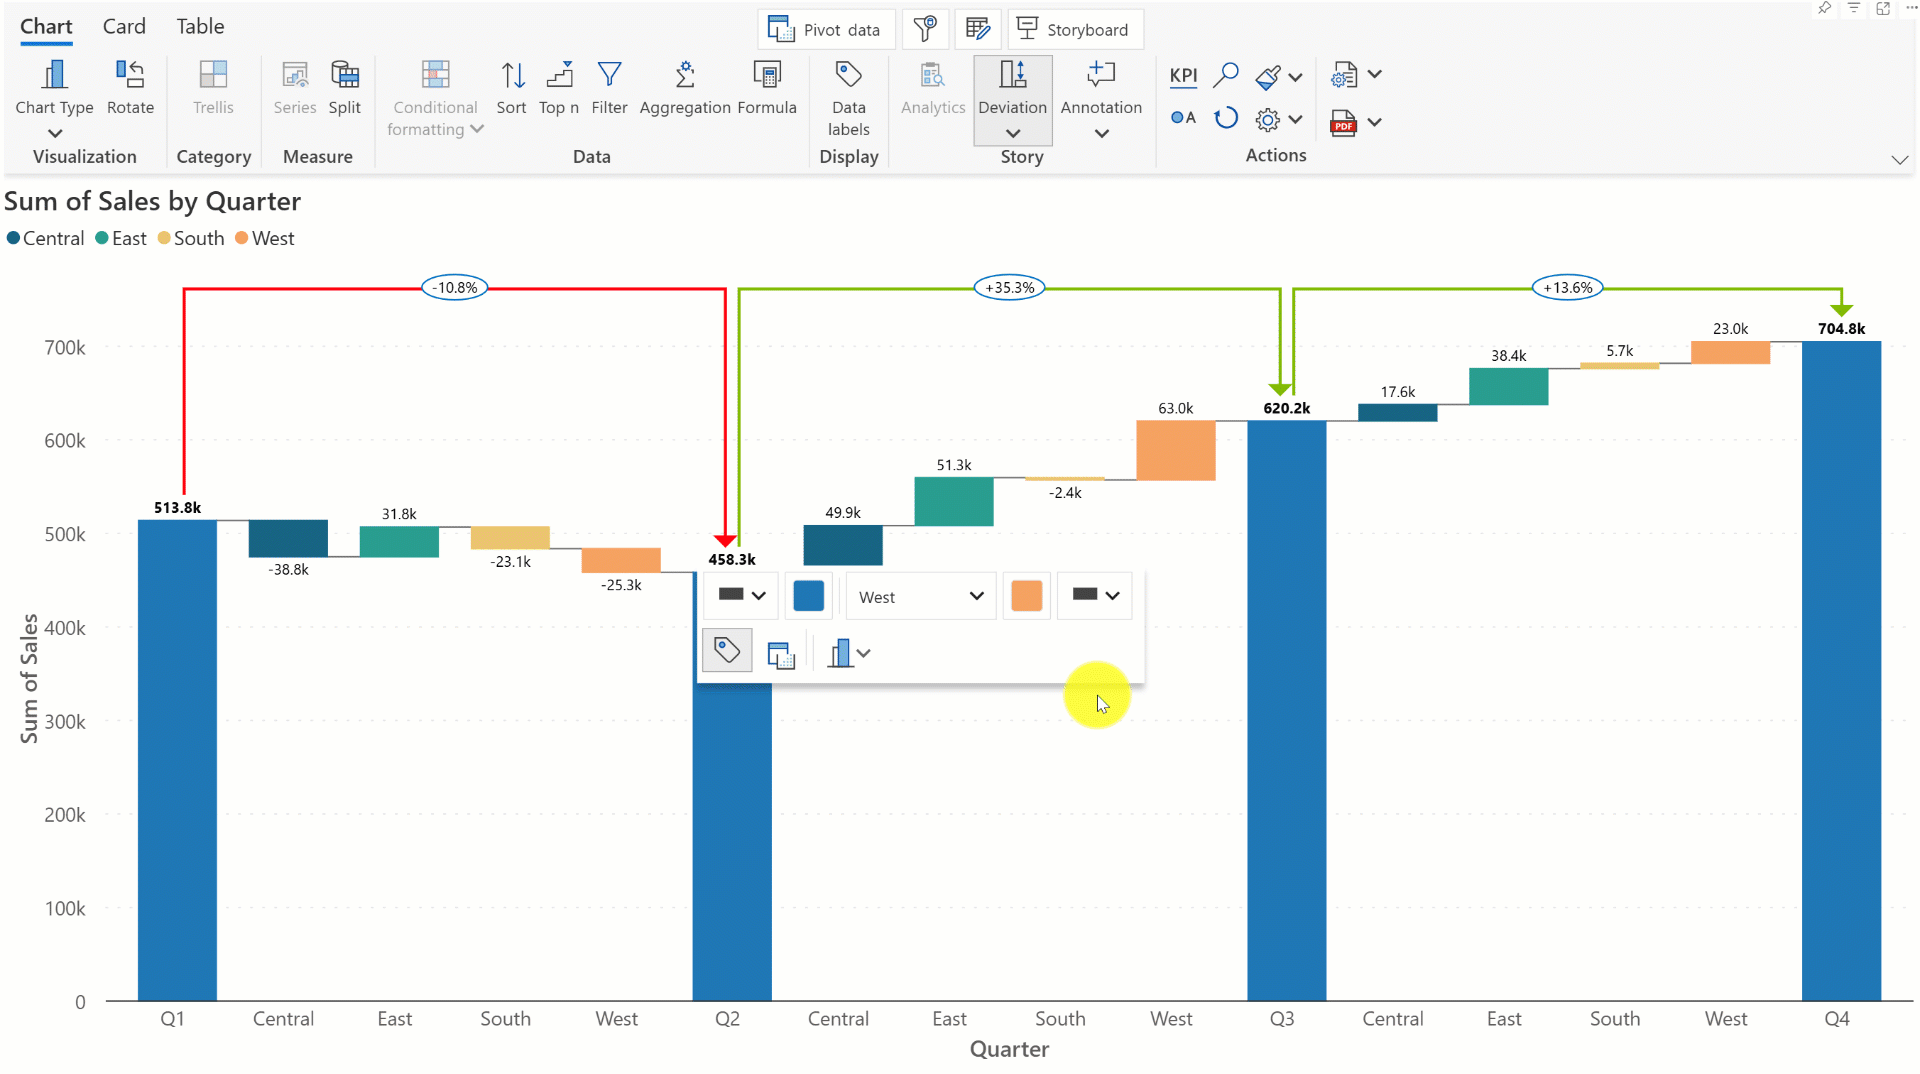 Chart Card Table
Pivot data
Storyboard
Chart Type
Rotate
Trellis
Series
Split
Conditional
formatting
Sort
Top n
Filter
Aggregation
Formula
Data
labels
Analytics
Deviation
Annotation
KPI
A
PDF
Visualization
Category
Measure
Data
Display
Story
Actions
Sum of Sales by Quarter
Central East South West
-10.8%
+35.3%
+13.6%
700k
600k
500k
400k
300k
200k
100k
0
Sum of Sales
513.8k
-38.8k
31.8k
-23.1k
-25.3k
458.3k
49.9k
51.3k
-2.4k
63.0k
620.2k
17.6k
38.4k
5.7k
23.0k
704.8k
West
Q1 Central East South West Q2 Central East South West Q3 Central East South West Q4
Quarter